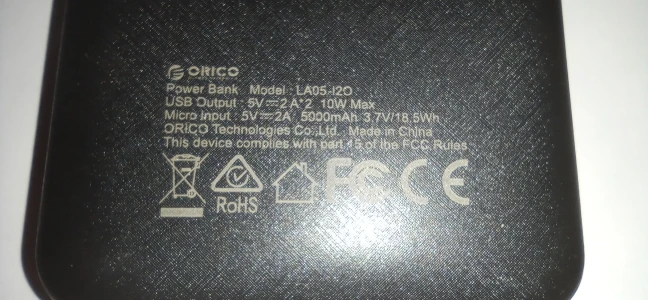 ORICO
Power Bank Model : LA05-I2O
USB Output : 5V⎓2A*2 10W Max
Micro Input : 5V⎓2A 5000mAh 3.7V/18.5Wh
ORICO Technologies Co.,Ltd. Made in China
This device complies with part 15 of the FCC Rules
RoHS FC CE